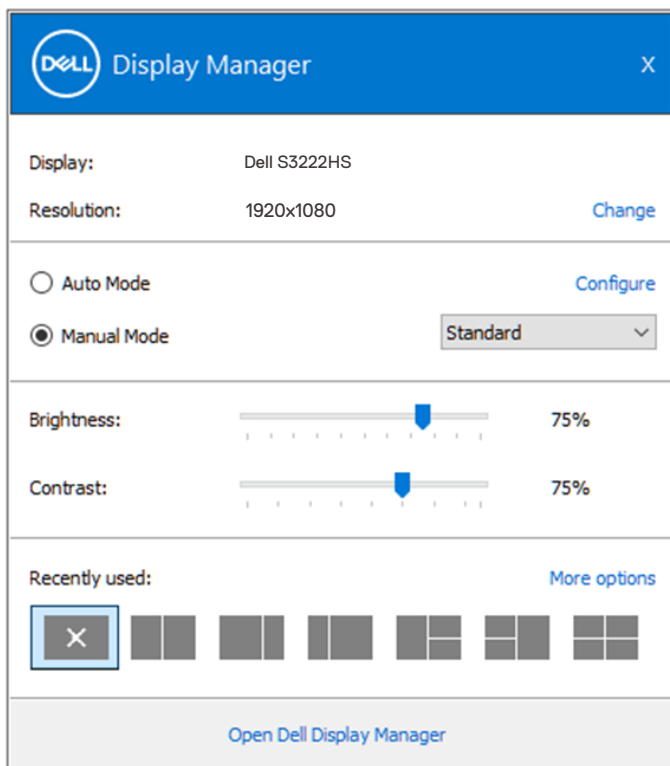 DELL Display Manager X
Display: Dell S3222HS
Resolution: 1920x1080 Change
Auto Mode Configure
Manual Mode Standard
Brightness: 75%
Contrast: 75%
Recently used: More options
Open Dell Display Manager